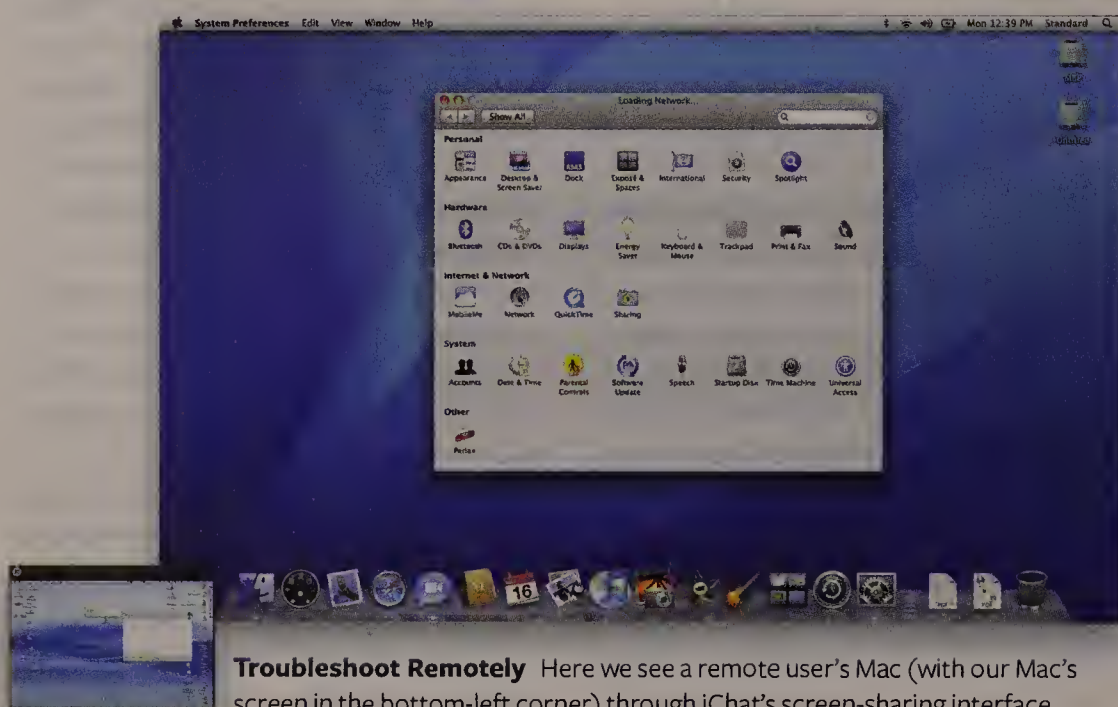 System Preferences Edit View Window Help
Mon 12:39 PM Standard
Loading Network...
Show All
Personal
Appearance
Desktop &
Screen Saver
Dock
Exposé &
Spaces
International
Security
Spotlight
Hardware
Bluetooth
CDs & DVDs
Displays
Energy
Saver
Keyboard &
Mouse
Trackpad
Print & Fax
Sound
Internet & Network
MobileMe
Network
QuickTime
Sharing
System
Accounts
Date & Time
Parental
Controls
Software
Update
Speech
Startup Disk
Time Machine
Universal
Access
Other
16
PDF
PDF
Troubleshoot Remotely Here we see a remote user's Mac (with our Mac's
screen in the bottom-left corner) through iChat's screen-sharing interface.